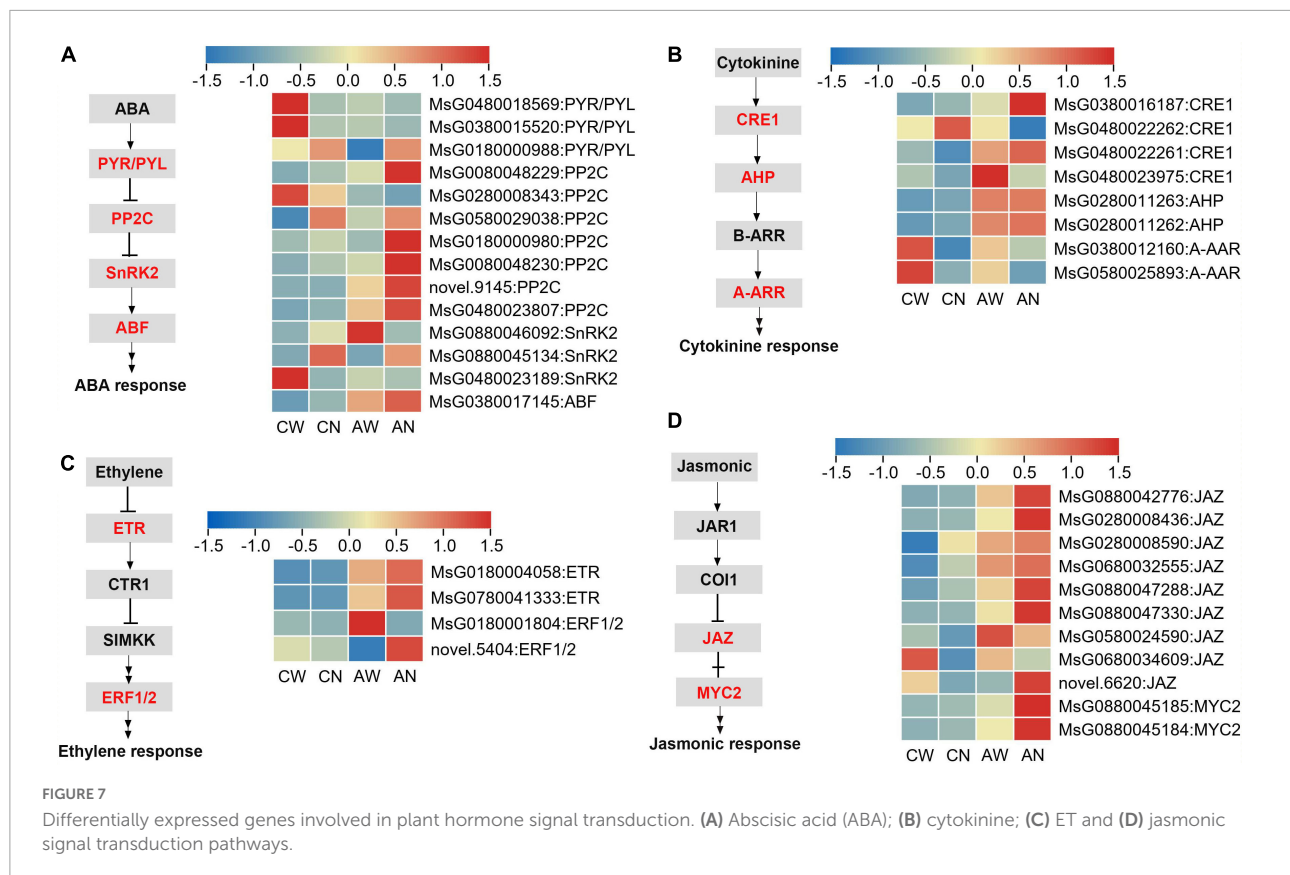 A
-1.5 -1.0 -0.5 0.0 0.5 1.0 1.5
ABA
PYR/PYL
PP2C
SnRK2
ABF
ABA response
MsG0480018569:PYR/PYL
MsG0380015520:PYR/PYL
MsG0180000988:PYR/PYL
MsG0080048229:PP2C
MsG0280008343:PP2C
MsG0580029038:PP2C
MsG0180000980:PP2C
MsG0080048230:PP2C
novel.9145:PP2C
MsG0480023807:PP2C
MsG0880046092:SnRK2
MsG0880045134:SnRK2
MsG0480023189:SnRK2
MsG0380017145:ABF
CW CN AW AN
B
-1.5 -1.0 -0.5 0.0 0.5 1.0 1.5
Cytokinine
CRE1
AHP
B-ARR
A-ARR
Cytokinine response
MsG0380016187:CRE1
MsG0480022262:CRE1
MsG0480022261:CRE1
MsG0480023975:CRE1
MsG0280011263:AHP
MsG0280011262:AHP
MsG0380012160:A-AAR
MsG0580025893:A-AAR
CW CN AW AN
C
-1.5 -1.0 -0.5 0.0 0.5 1.0 1.5
Ethylene
ETR
CTR1
SIMKK
ERF1/2
Ethylene response
MsG0180004058:ETR
MsG0780041333:ETR
MsG0180001804:ERF1/2
novel.5404:ERF1/2
CW CN AW AN
D
-1.5 -1.0 -0.5 0.0 0.5 1.0 1.5
Jasmonic
JAR1
COI1
JAZ
MYC2
Jasmonic response
MsG0880042776:JAZ
MsG0280008436:JAZ
MsG0280008590:JAZ
MsG0680032555:JAZ
MsG0880047288:JAZ
MsG0880047330:JAZ
MsG0580024590:JAZ
MsG0680034609:JAZ
novel.6620:JAZ
MsG0880045185:MYC2
MsG0880045184:MYC2
CW CN AW AN
FIGURE 7
Differentially expressed genes involved in plant hormone signal transduction. (A) Abscisic acid (ABA); (B) cytokinine; (C) ET and (D) jasmonic
signal transduction pathways.